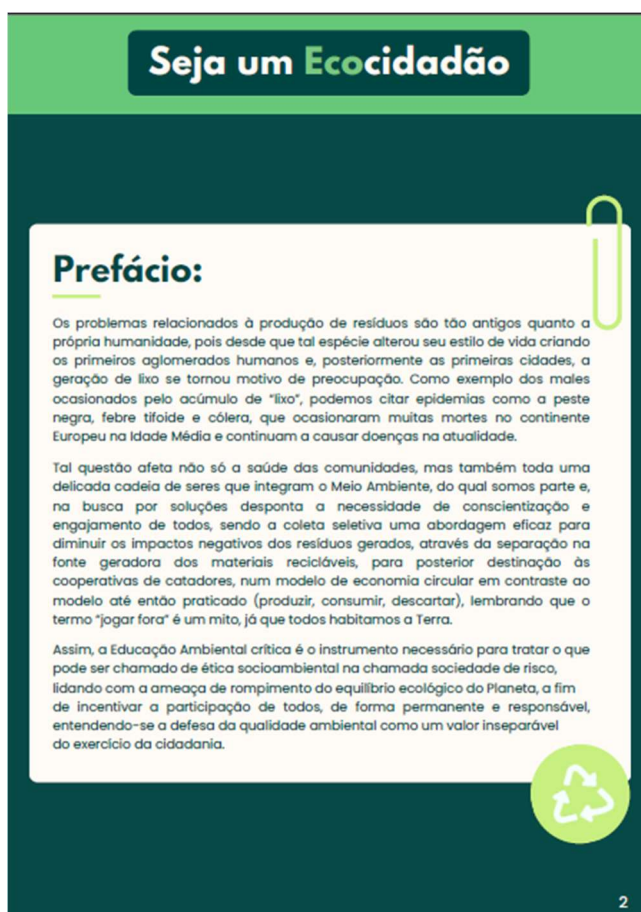 Seja um Ecocidadão
Prefácio:
Os problemas relacionados à produção de resíduos são tão antigos quanto a
própria humanidade, pois desde que tal espécie alterou seu estilo de vida criando
os primeiros aglomerados humanos e, posteriormente as primeiras cidades, a
geração de lixo se tornou motivo de preocupação. Como exemplo dos males
ocasionados pelo acúmulo de "lixo", podemos citar epidemias como a peste
negra, febre tifoide e cólera, que ocasionaram muitas mortes no continente
Europeu na Idade Média e continuam a causar doenças na atualidade.
Tal questão afeta não só a saúde das comunidades, mas também toda uma
delicada cadeia de seres que integram o Meio Ambiente, do qual somos parte e,
na busca por soluções desponta a necessidade de conscientização e
engajamento de todos, sendo a coleta seletiva uma abordagem eficaz para
diminuir os impactos negativos dos resíduos gerados, através da separação na
fonte geradora dos materiais recicláveis, para posterior destinação às
cooperativas de catadores, num modelo de economia circular em contraste ao
modelo até então praticado (produzir, consumir, descartar), lembrando que o
termo "jogar fora" é um mito, já que todos habitamos a Terra.
Assim, a Educação Ambiental crítica é o instrumento necessário para tratar o que
pode ser chamado de ética socioambiental na chamada sociedade de risco,
lidando com a ameaça de rompimento do equilíbrio ecológico do Planeta, a fim
de incentivar a participação de todos, de forma permanente e responsável,
entendendo-se a defesa da qualidade ambiental como um valor inseparável
do exercício da cidadania.
2